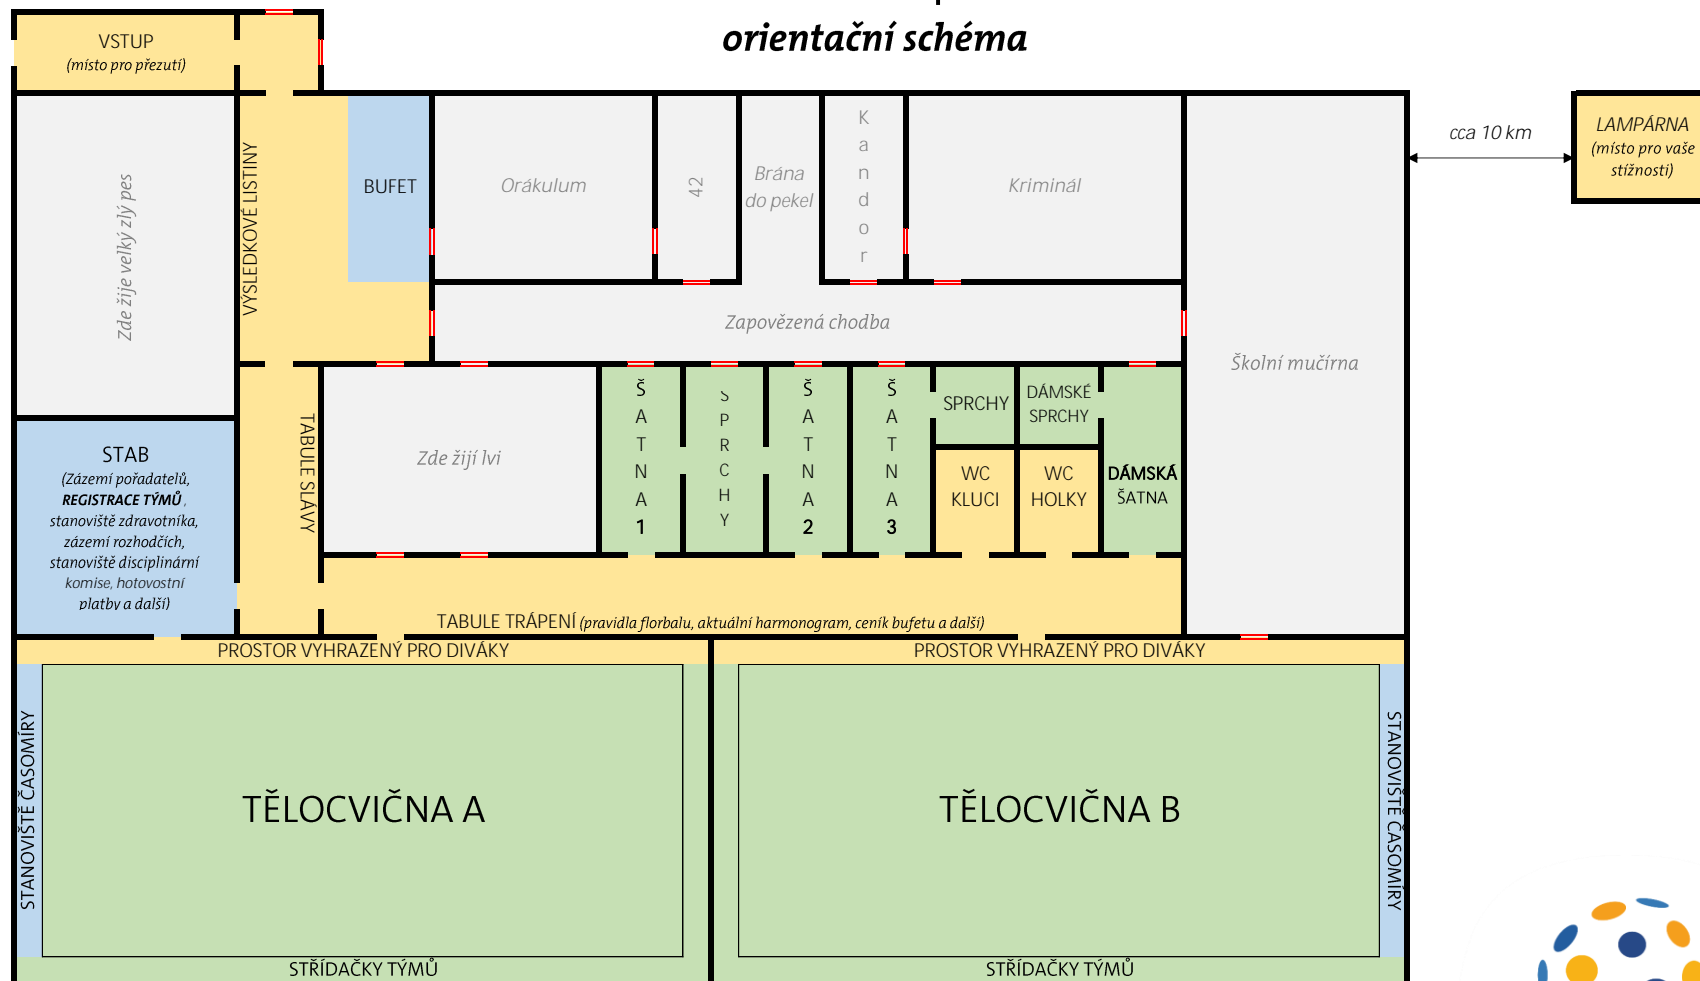 orientační schéma
VSTUP
(místo pro přezutí)
Zde žije velký zlý pes
VÝSLEDKOVÉ LISTINY
BUFET
Orákulum
42
Brána
do pekel
K
a
n
d
o
r
Kriminál
cca 10 km
LAMPÁRNA
(místo pro vaše
stížnosti)
Zapovězená chodba
Školní mučírna
STAB
(Zázemí pořadatelů,
REGISTRACE TÝMŮ ,
stanoviště zdravotníka,
zázemí rozhodčích,
stanoviště disciplinární
komise, hotovostní
platby a další)
TABULE SLÁVY
Zde žijí lvi
Š
A
T
N
A
1
S
P
R
C
H
Y
Š
A
T
N
A
2
Š
A
T
N
A
3
SPRCHY
DÁMSKÉ
SPRCHY
WC
KLUCI
WC
HOLKY
DÁMSKÁ
ŠATNA
TABULE TRÁPENÍ (pravidla florbalu, aktuální harmonogram, ceník bufetu a další)
PROSTOR VYHRAZENÝ PRO DIVÁKY
PROSTOR VYHRAZENÝ PRO DIVÁKY
STANOVIŠTĚ ČASOMÍRY
TĚLOCVIČNA A
TĚLOCVIČNA B
STANOVIŠTĚ ČASOMÍRY
STŘÍDAČKY TÝMŮ
STŘÍDAČKY TÝMŮ